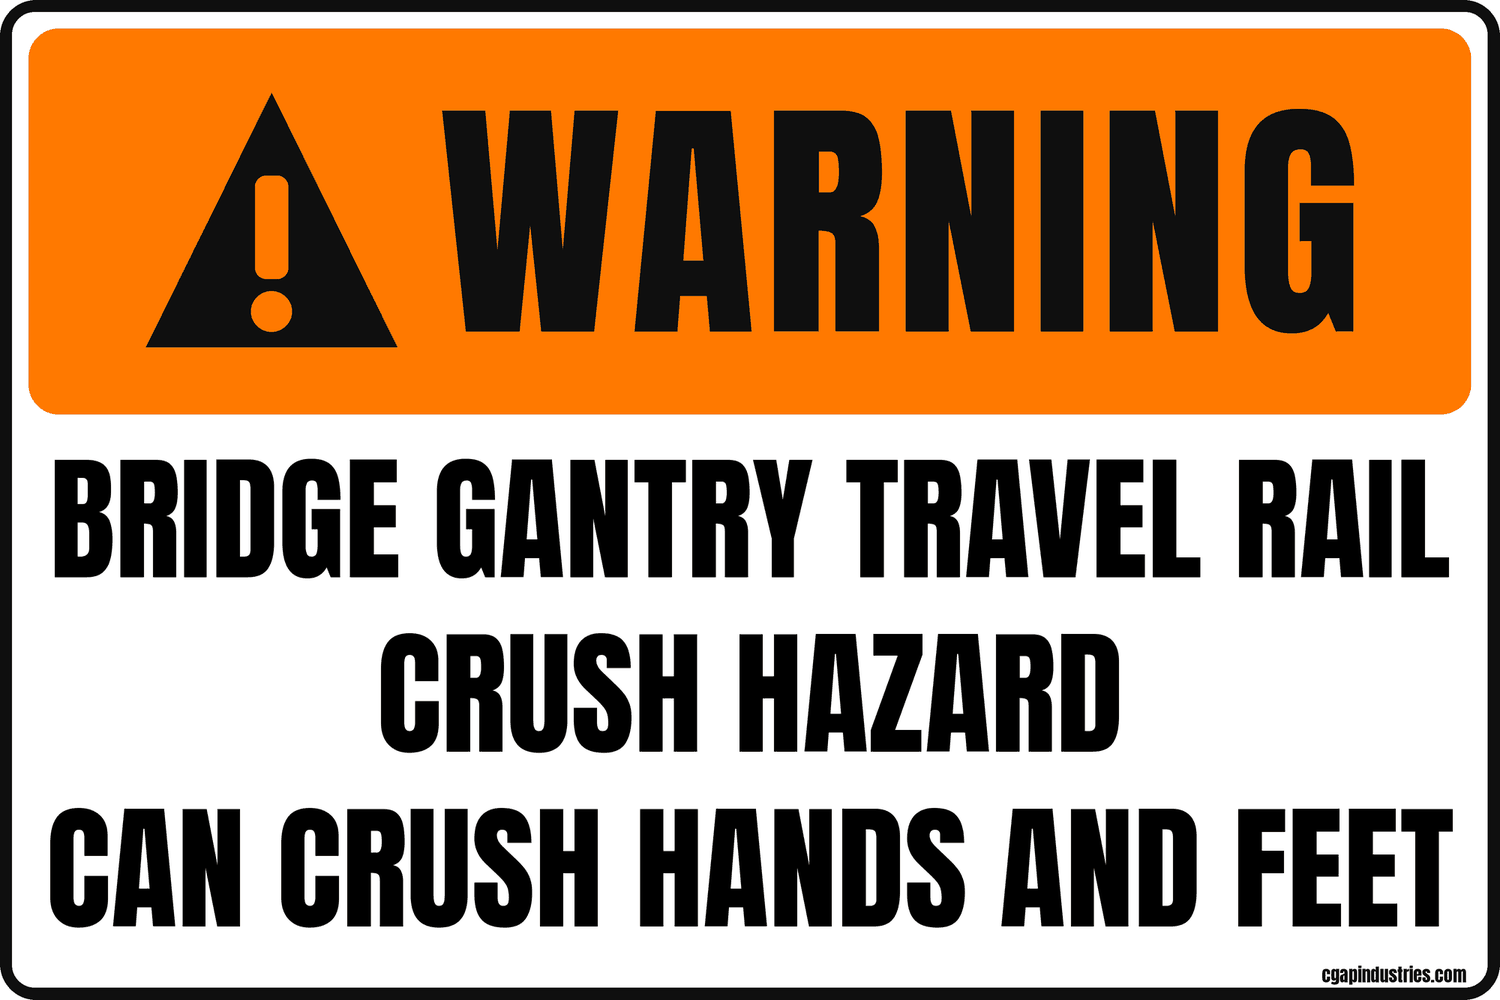 WARNING
BRIDGE GANTRY TRAVEL RAIL
CRUSH HAZARD
CAN CRUSH HANDS AND FEET
cgapindustries.com